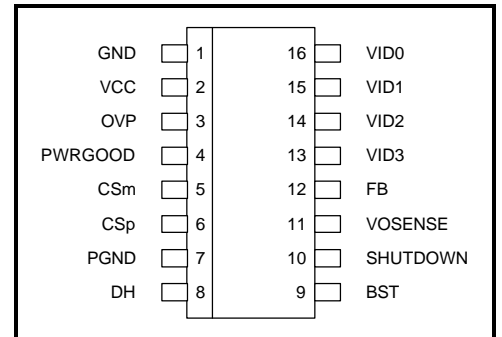 GND 1 16 VID0
VCC 2 15 VID1
OVP 3 14 VID2
PWRGOOD 4 13 VID3
CSm 5 12 FB
CSp 6 11 VOSENSE
PGND 7 10 SHUTDOWN
DH 8 9 BST